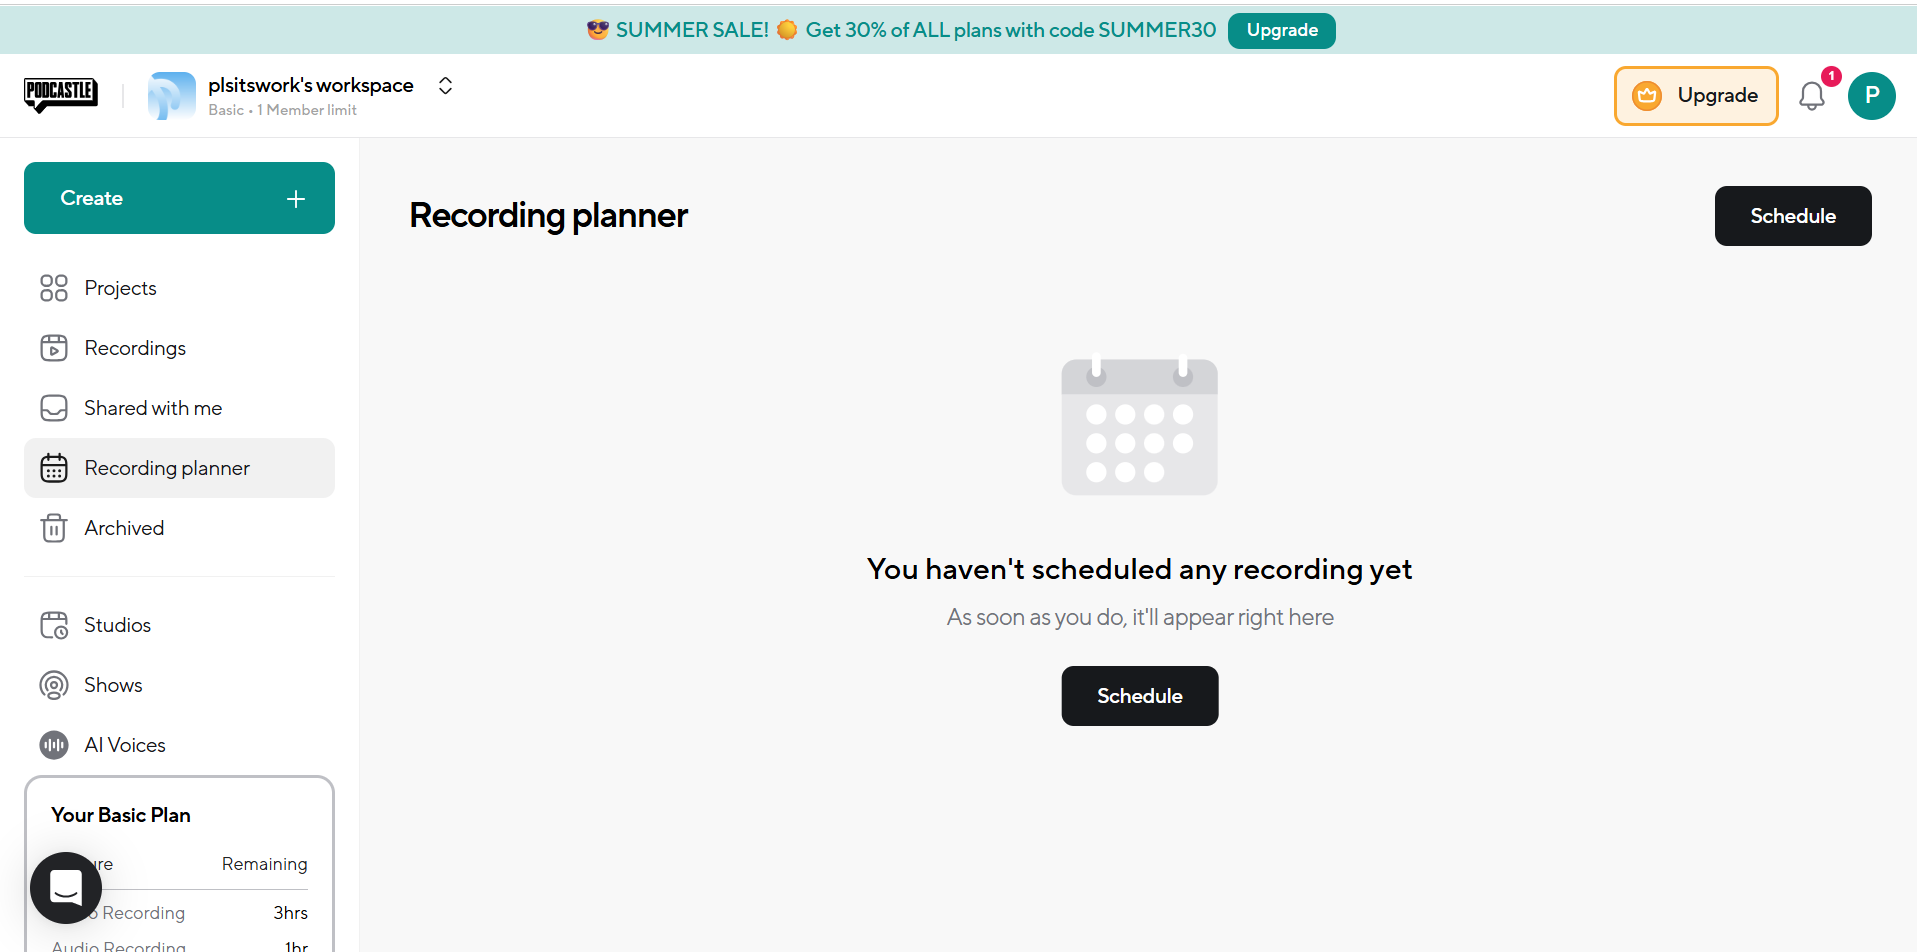 SUMMER SALE! Get 30% of ALL plans with code SUMMER30 Upgrade
PODCASTLE
plsitswork's workspace
Basic • 1 Member limit
Upgrade
1
P
Create
Recording planner
Schedule
Projects
Recordings
Shared with me
Recording planner
Archived
You haven't scheduled any recording yet
As soon as you do, it'll appear right here
Schedule
Studios
Shows
AI Voices
Your Basic Plan
Remaining
Recording 3hrs
Audio Recording 1hr